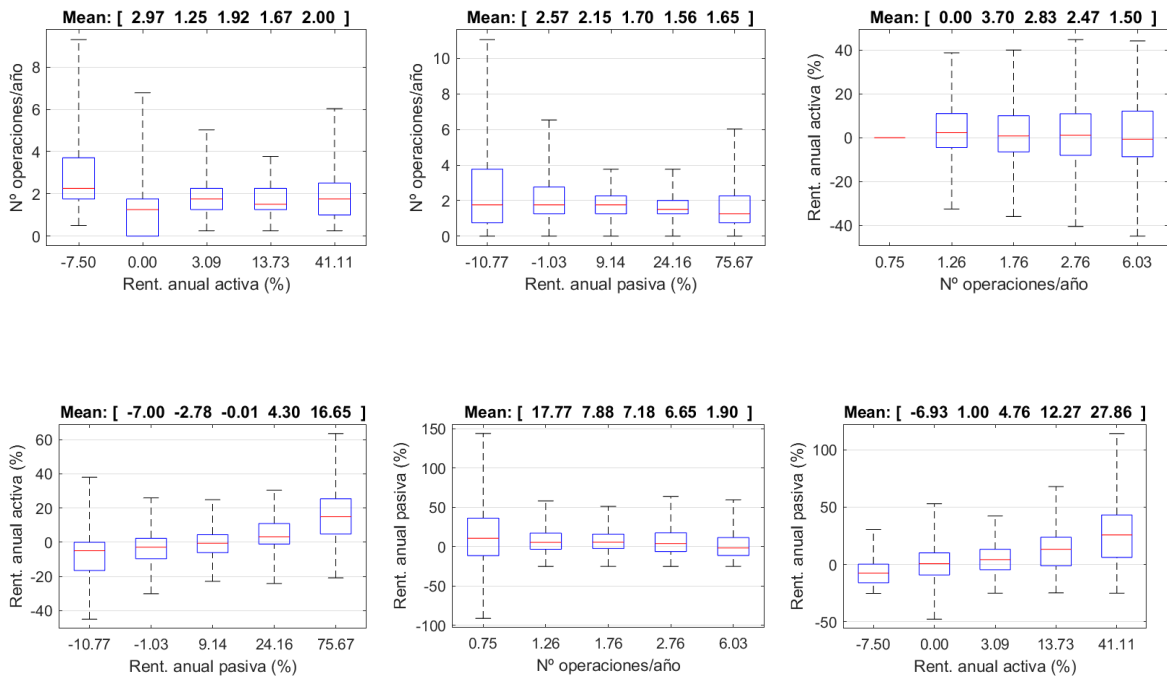 Mean: [ 2.97 1.25 1.92 1.67 2.00 ]
Nº operaciones/año
8
6
4
2
0
-7.50 0.00 3.09 13.73 41.11
Rent. anual activa (%)
Mean: [ 2.57 2.15 1.70 1.56 1.65 ]
Nº operaciones/año
10
8
6
4
2
0
-10.77 -1.03 9.14 24.16 75.67
Rent. anual pasiva (%)
Mean: [ 0.00 3.70 2.83 2.47 1.50 ]
Rent. anual activa (%)
40
20
0
-20
-40
0.75 1.26 1.76 2.76 6.03
Nº operaciones/año
Mean: [ -7.00 -2.78 -0.01 4.30 16.65 ]
Rent. anual activa (%)
60
40
20
0
-20
-40
-10.77 -1.03 9.14 24.16 75.67
Rent. anual pasiva (%)
Mean: [ 17.77 7.88 7.18 6.65 1.90 ]
Rent. anual pasiva (%)
150
100
50
0
-50
-100
0.75 1.26 1.76 2.76 6.03
Nº operaciones/año
Mean: [ -6.93 1.00 4.76 12.27 27.86 ]
Rent. anual pasiva (%)
100
50
0
-50
-7.50 0.00 3.09 13.73 41.11
Rent. anual activa (%)